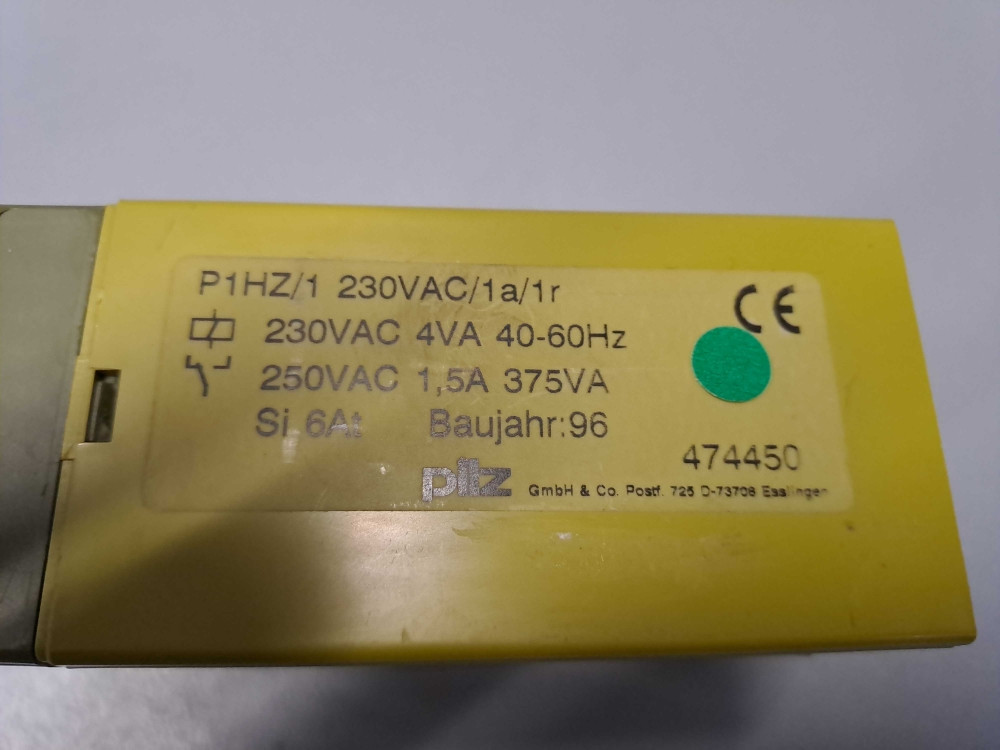 P1HZ/1 230VAC/1a/1r
CE
230VAC 4VA 40-60Hz
250VAC 1,5A 375VA
Si 6At Baujahr:96
474450
pilz GmbH & Co. Postf. 725 D-73708 Esslingen